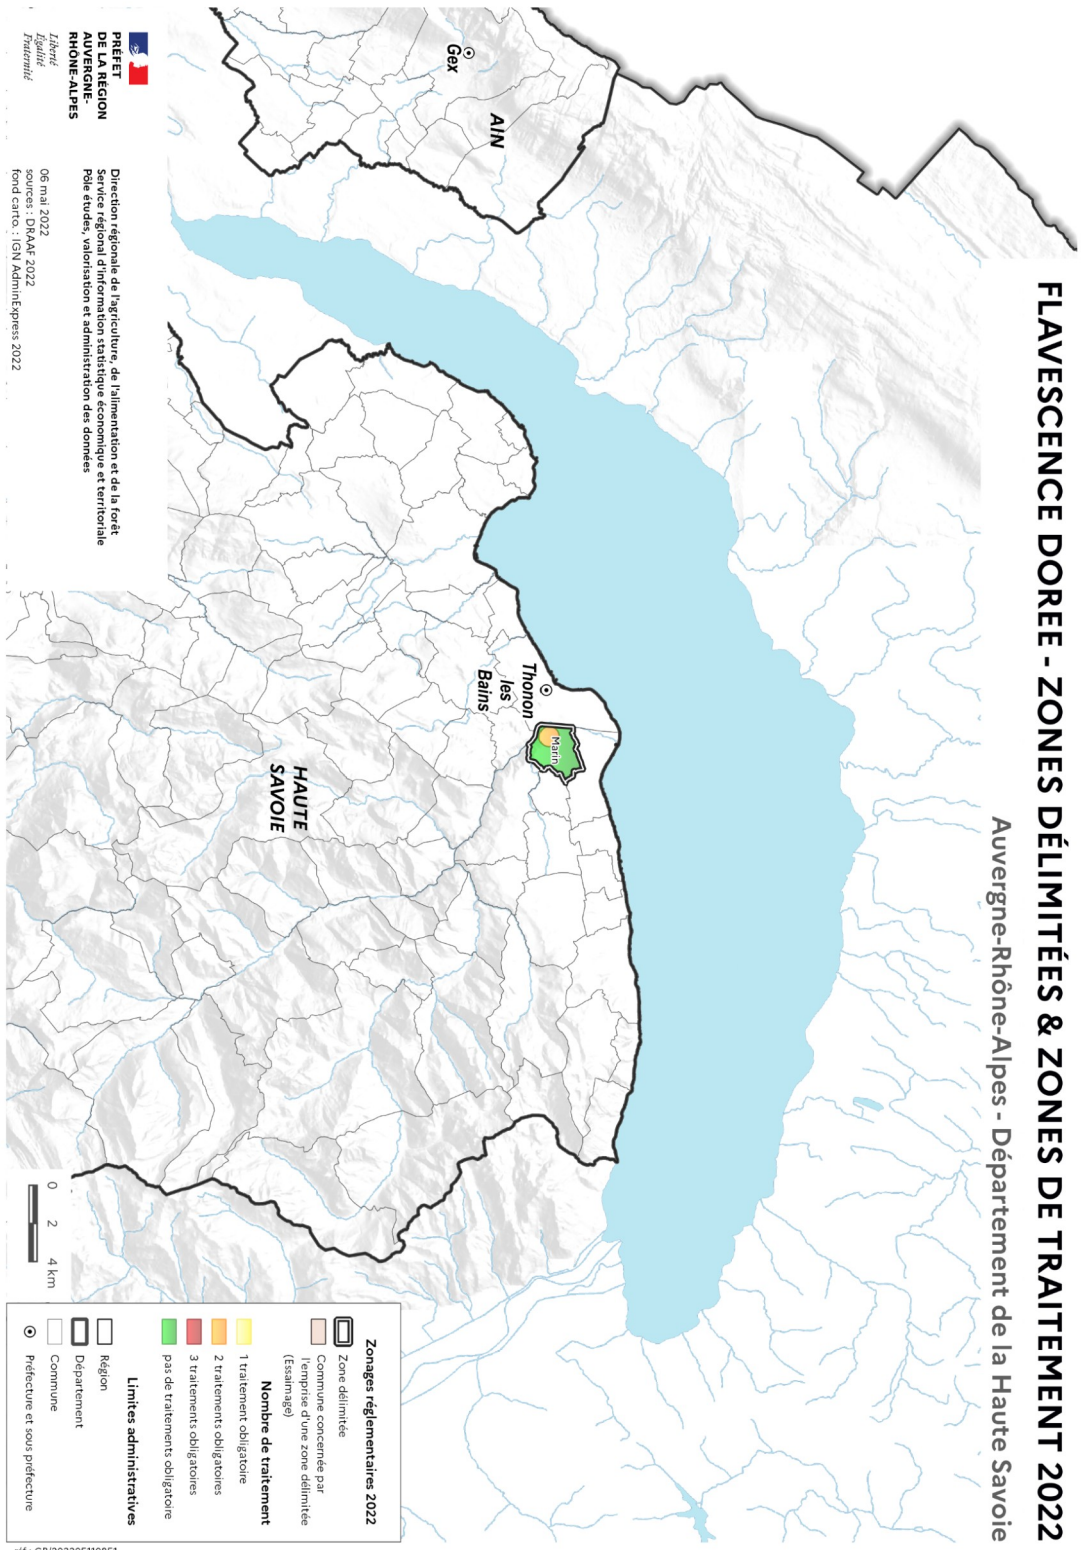 FLAVESCENCE DOREE - ZONES DÉLIMITÉES & ZONES DE TRAITEMENT 2022
Auvergne-Rhône-Alpes - Département de la Haute Savoie
Gex
AIN
Thonon
les
Bains
Marin
HAUTE
SAVOIE
PRÉFET
DE LA RÉGION
AUVERGNE-
RHÔNE-ALPES
Liberté
Égalité
Fraternité
Direction régionale de l'agriculture, de l'alimentation et de la forêt
Service régional d'information statistique économique et territoriale
Pôle études, valorisation et administration des données
06 mai 2022
sources : DRAAF 2022
fond carto. : IGN AdminExpress 2022
0 2 4 km
Zonages réglementaires 2022
Zone délimitée
Commune concernée par
l'emprise d'une zone délimitée
(Essaimage)
Nombre de traitement
1 traitement obligatoire
2 traitements obligatoires
3 traitements obligatoires
pas de traitements obligatoire
Limites administratives
Région
Département
Commune
Préfecture et sous préfecture